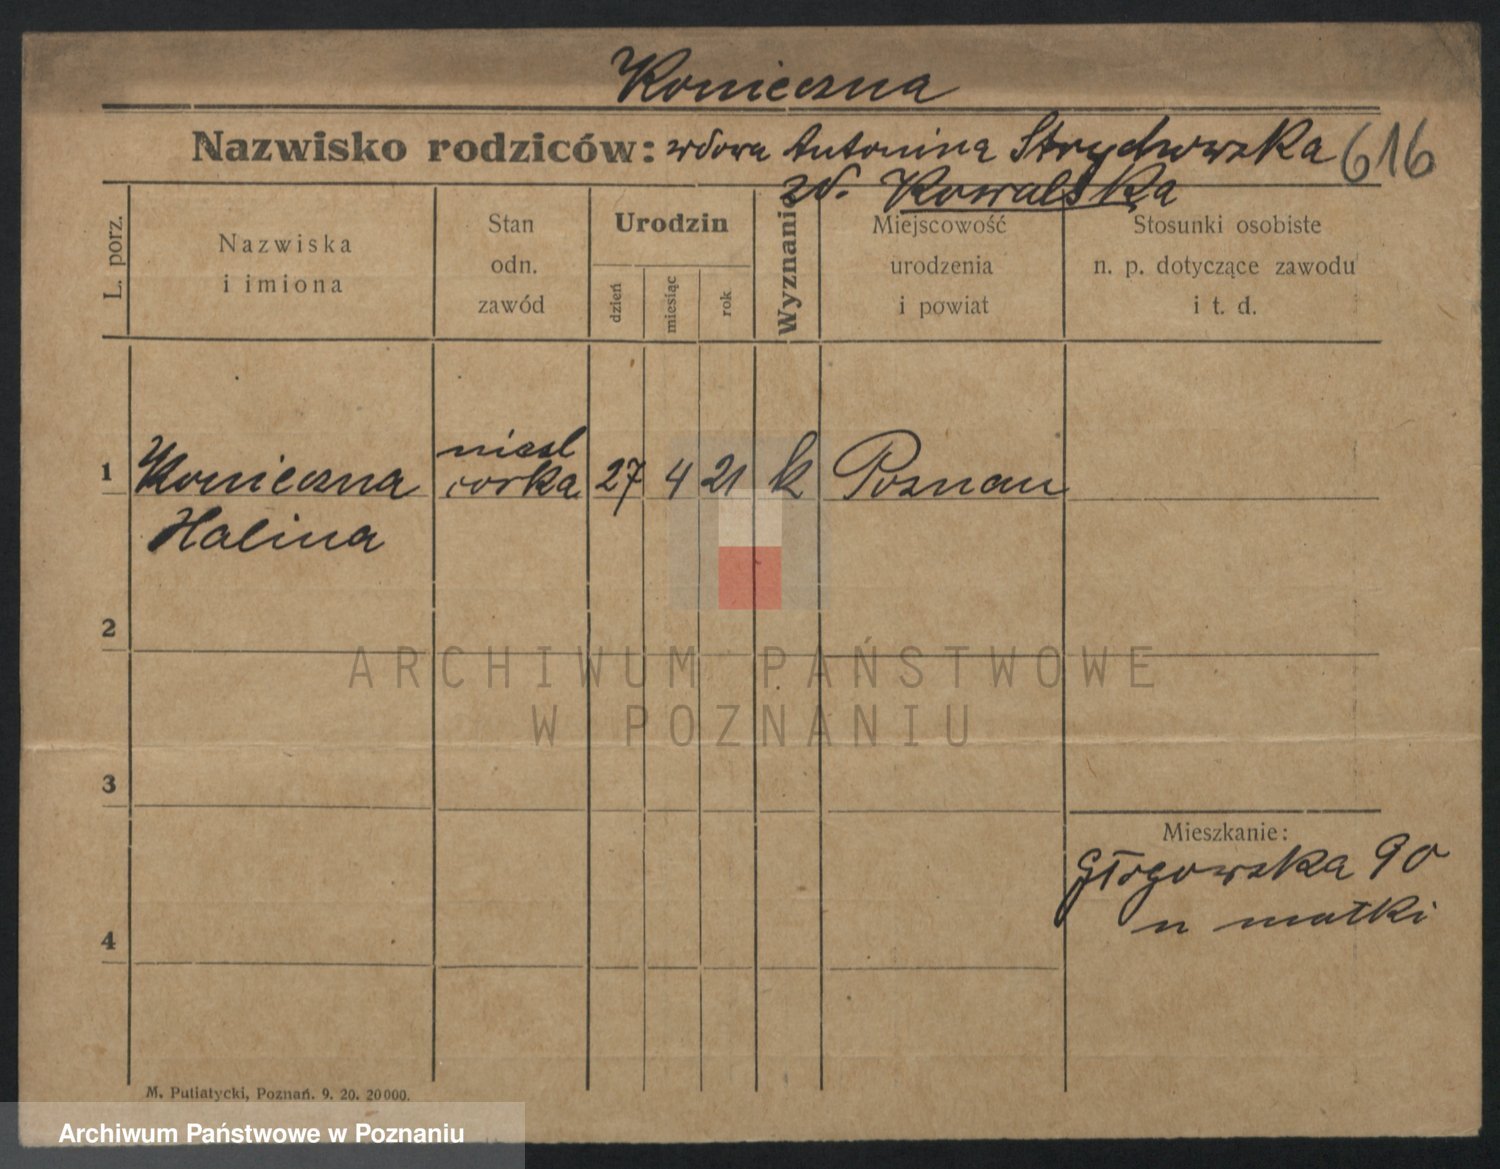 Konieczna
Nazwisko rodziców: wdowa Antonina Strychowska 616
zd. Kowalska
L. porz.
Nazwiska
i imiona
Stan
odn.
zawód
Urodzin
dzień
miesiąc
rok
Wyznanie
Miejscowość
urodzenia
i powiat
Stosunki osobiste
n. p. dotyczące zawodu
i t. d.
1 Konieczna
Halina
córka
27 4 21 k Poznań
2
3
4
Mieszkanie:
Głogowska 90
u matki
ARCHIWUM PAŃSTWOWE
W POZNANIU
M. Putiatycki, Poznań. 9. 20. 20000.
Archiwum Państwowe w Poznaniu